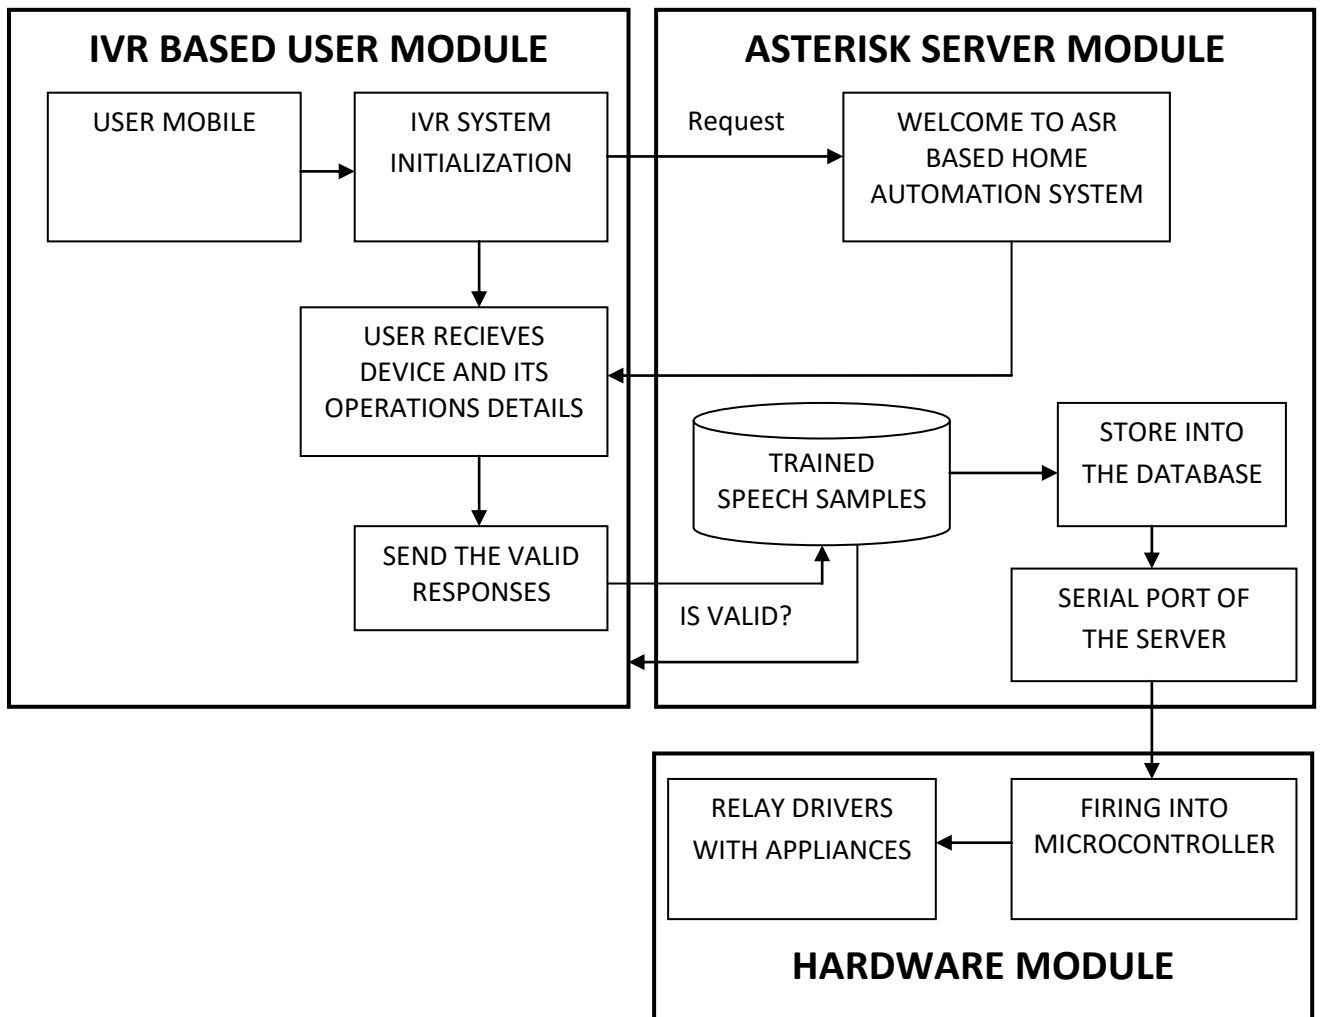 IVR BASED USER MODULE
USER MOBILE
IVR SYSTEM
INITIALIZATION
USER RECIEVES
DEVICE AND ITS
OPERATIONS DETAILS
SEND THE VALID
RESPONSES
Request
IS VALID?
ASTERISK SERVER MODULE
WELCOME TO ASR
BASED HOME
AUTOMATION SYSTEM
TRAINED
SPEECH SAMPLES
STORE INTO
THE DATABASE
SERIAL PORT OF
THE SERVER
RELAY DRIVERS
WITH APPLIANCES
FIRING INTO
MICROCONTROLLER
HARDWARE MODULE